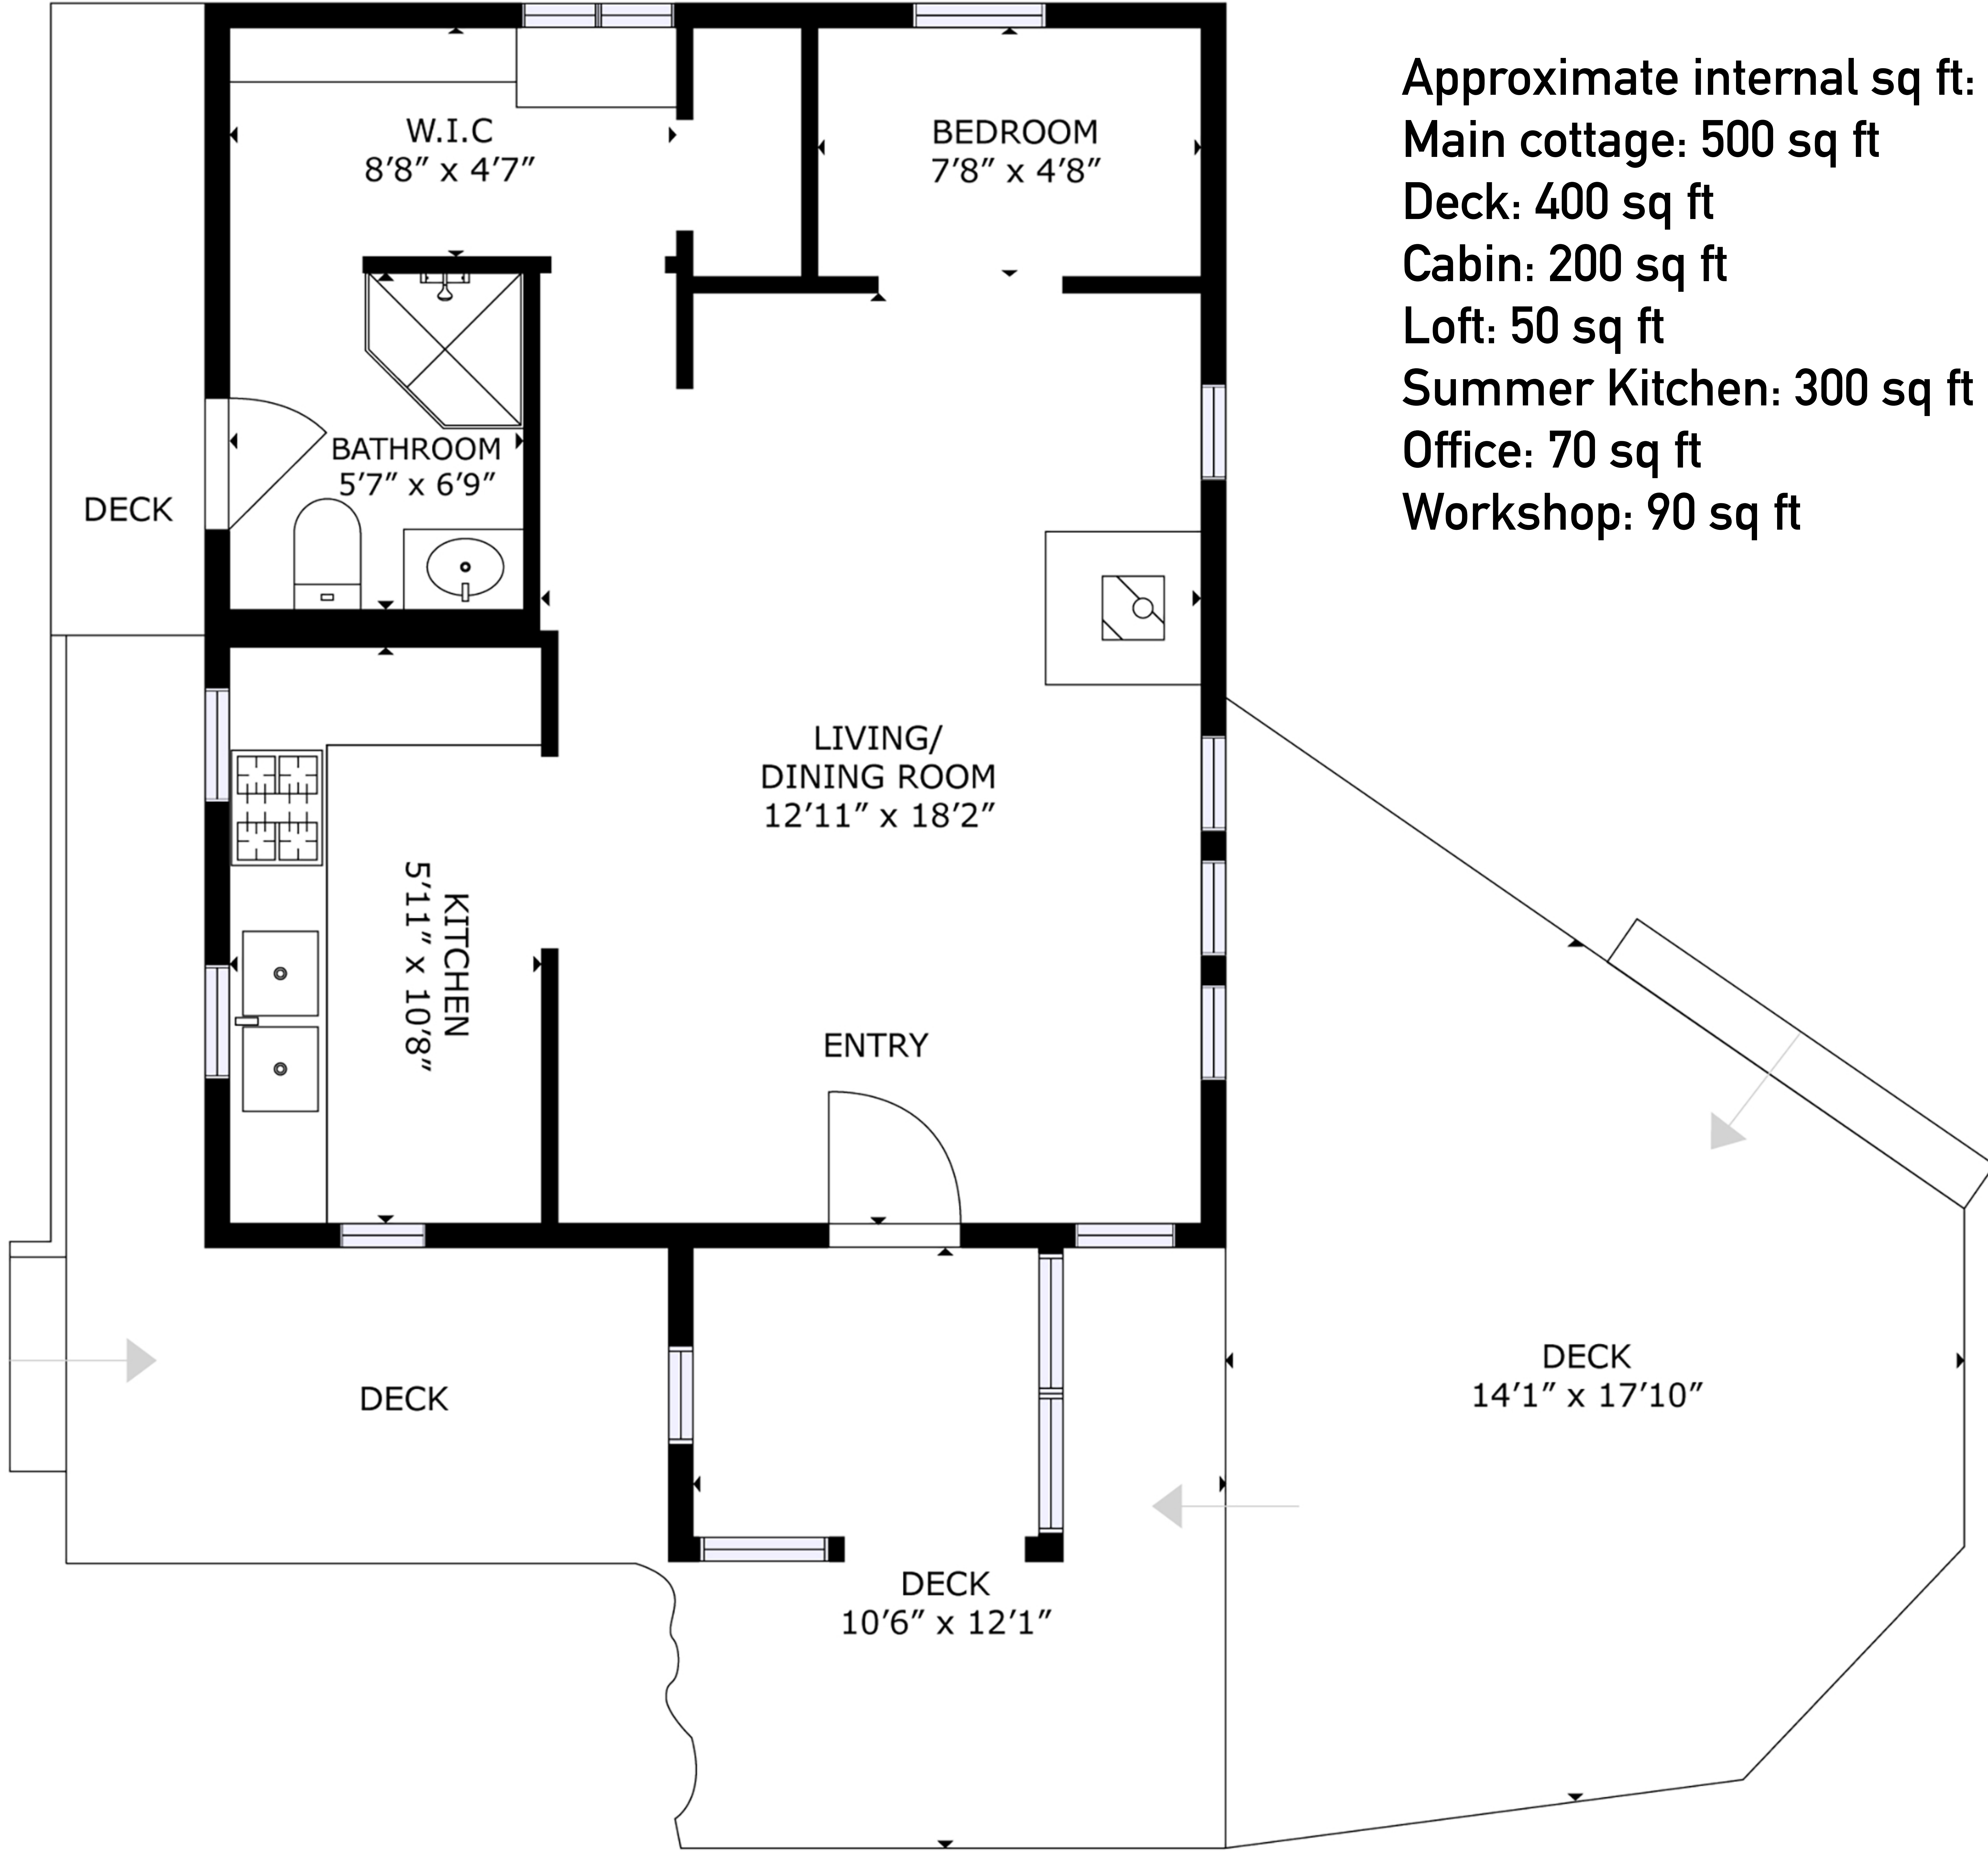 Approximate internal sq ft:
Main cottage: 500 sq ft
Deck: 400 sq ft
Cabin: 200 sq ft
Loft: 50 sq ft
Summer Kitchen: 300 sq ft
Office: 70 sq ft
Workshop: 90 sq ft
W.I.C
8’8” x 4’7”
BEDROOM
7’8” x 4’8”
BATHROOM
5’7” x 6’9”
DECK
LIVING/
DINING ROOM
12’11” x 18’2”
KITCHEN
5’11” x 10’8”
ENTRY
DECK
DECK
14’1” x 17’10”
DECK
10’6” x 12’1”